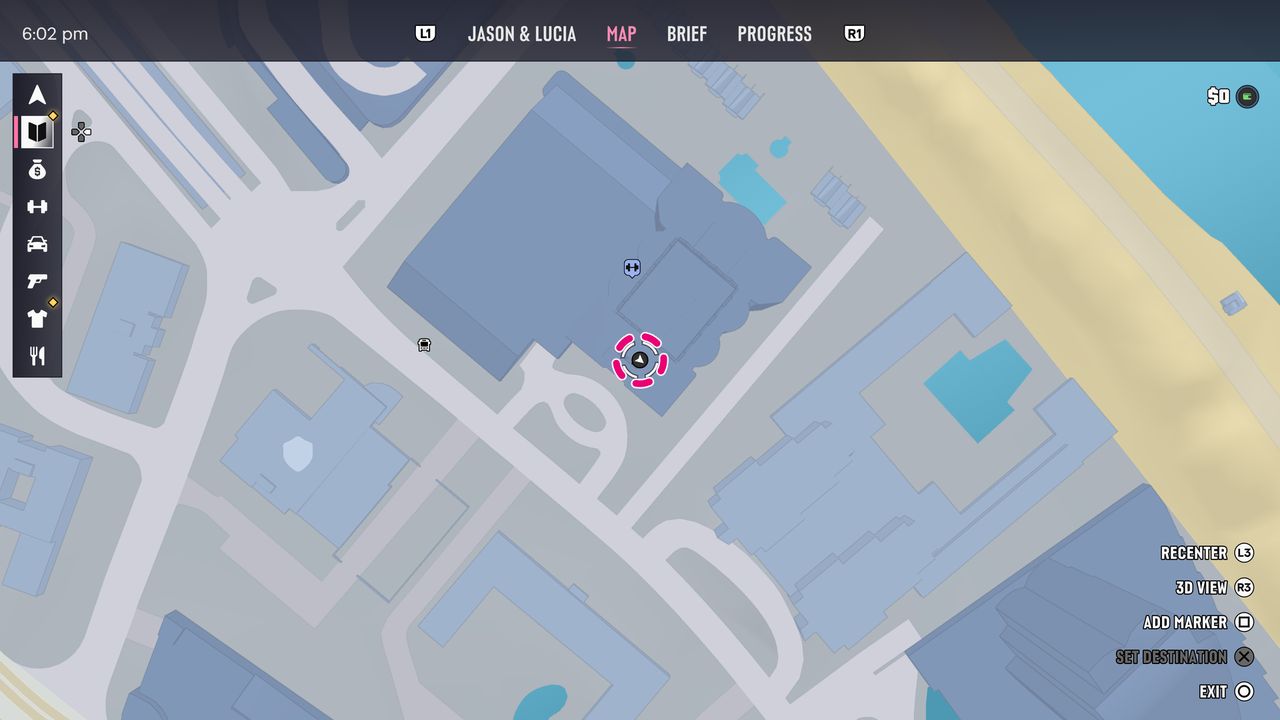 6:02 pm
L1 JASON & LUCIA MAP BRIEF PROGRESS R1
$0
$
RECENTER L3
3D VIEW R3
ADD MARKER
SET DESTINATION
EXIT